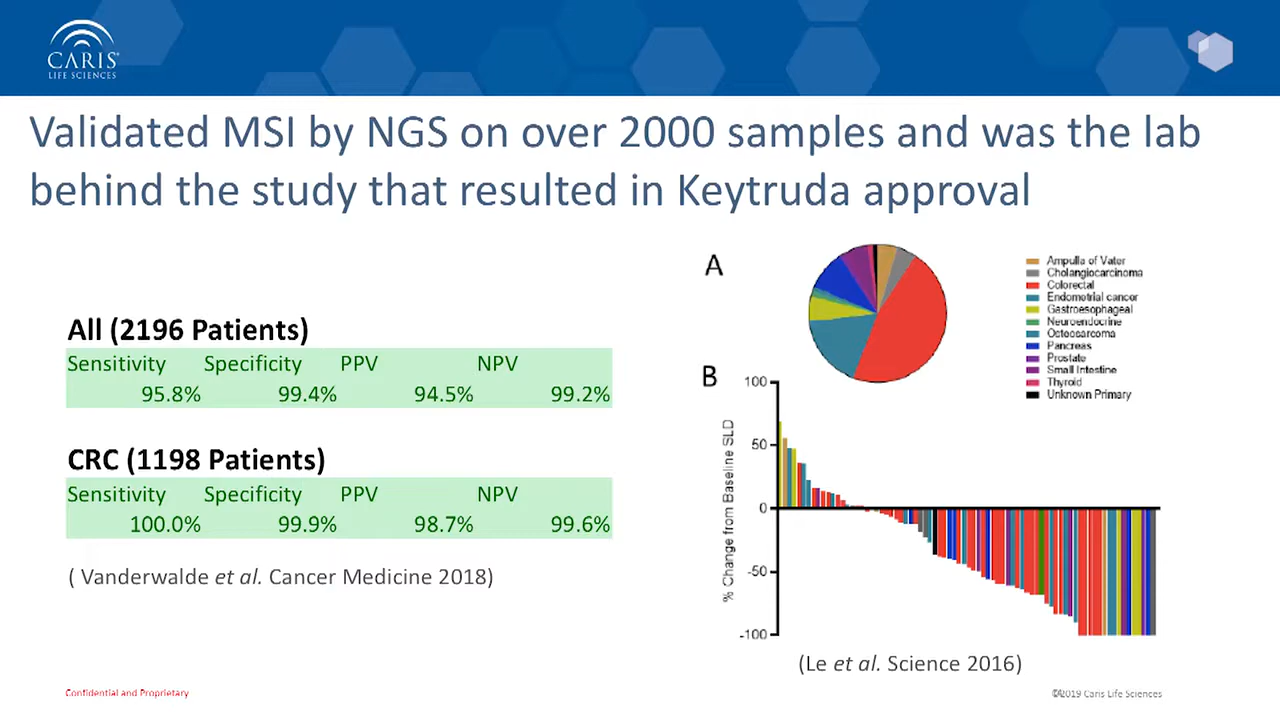 CARIS
LIFE SCIENCES
Validated MSI by NGS on over 2000 samples and was the lab
behind the study that resulted in Keytruda approval
All (2196 Patients)
Sensitivity Specificity PPV NPV
95.8% 99.4% 94.5% 99.2%
CRC (1198 Patients)
Sensitivity Specificity PPV NPV
100.0% 99.9% 98.7% 99.6%
( Vanderwalde et al. Cancer Medicine 2018)
A
Ampulla of Vater
Cholangiocarcinoma
Colorectal
Endometrial cancer
Gastroesophageal
Neuroendocrine
Osteosarcoma
Pancreas
Prostate
Small Intestine
Thyroid
Unknown Primary
B
% Change from Baseline SLD
100
50
0
-50
-100
(Le et al. Science 2016)
Confidential and Proprietary
2019 Caris Life Sciences